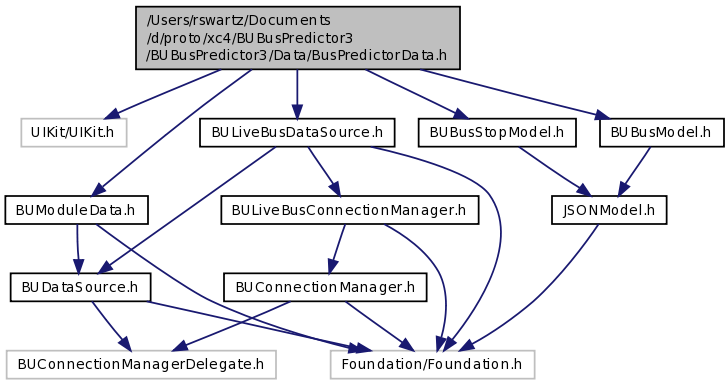 /Users/rswartz/Documents
/d/proto/xc4/BUBusPredictor3
/BUBusPredictor3/Data/BusPredictorData.h
UIKit/UIKit.h
BULiveBusDataSource.h
BUBusStopModel.h
BUBusModel.h
BUModuleData.h
BULiveBusConnectionManager.h
JSONModel.h
BUDataSource.h
BUConnectionManager.h
BUConnectionManagerDelegate.h
Foundation/Foundation.h